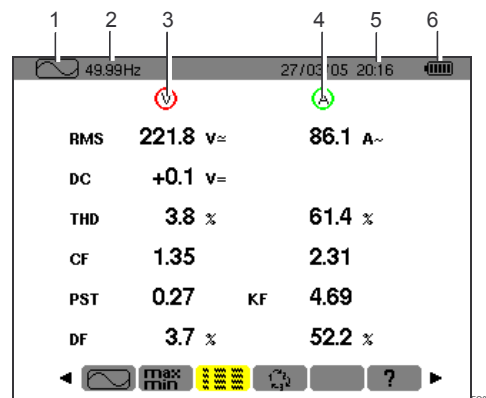 1 2 3 4 5 6
49.99Hz 27/03/05 20:16
V A
RMS 221.8 V≃ 86.1 A~
DC +0.1 V=
THD 3.8 % 61.4 %
CF 1.35 2.31
PST 0.27 KF 4.69
DF 3.7 % 52.2 %
max
min
?